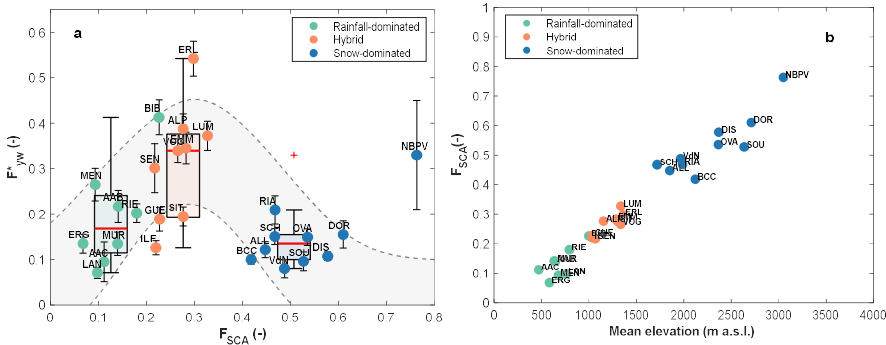 a
Rainfall-dominated
Hybrid
Snow-dominated
ERL
BIB
ALP
LUM
VOG
EMM
SEN
MEN
AAB
RIE
GUE
SIT
ERG
MUR
ILF
AAC
LAN
NBPV
RIA
SCH
OVA
DOR
ALL
BCC
SOU
DIS
VdN
0.6
0.5
0.4
0.3
0.2
0.1
0
0 0.1 0.2 0.3 0.4 0.5 0.6 0.7 0.8
F*yw (-)
FSCA (-)
b
Rainfall-dominated
Hybrid
Snow-dominated
NBPV
DOR
DIS
OVA
SOU
VdN
SCH
RIA
ALL
BCC
LUM
ERL
ALP
VOG
SEN
RIE
AAC
MEN
ERG
1
0.9
0.8
0.7
0.6
0.5
0.4
0.3
0.2
0.1
0
0 500 1000 1500 2000 2500 3000 3500 4000
FSCA(-)
Mean elevation (m a.s.l.)